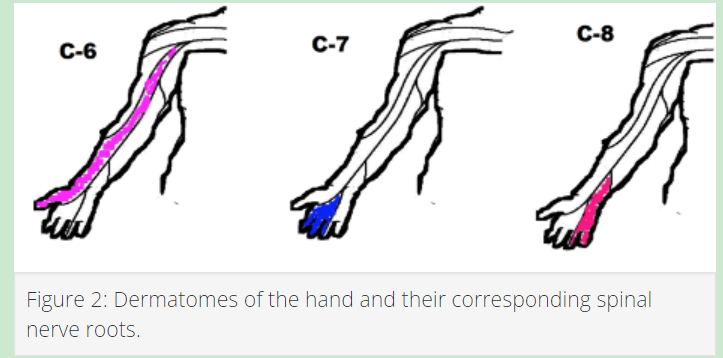 C-6
C-7
C-8
Figure 2: Dermatomes of the hand and their corresponding spinal
nerve roots.